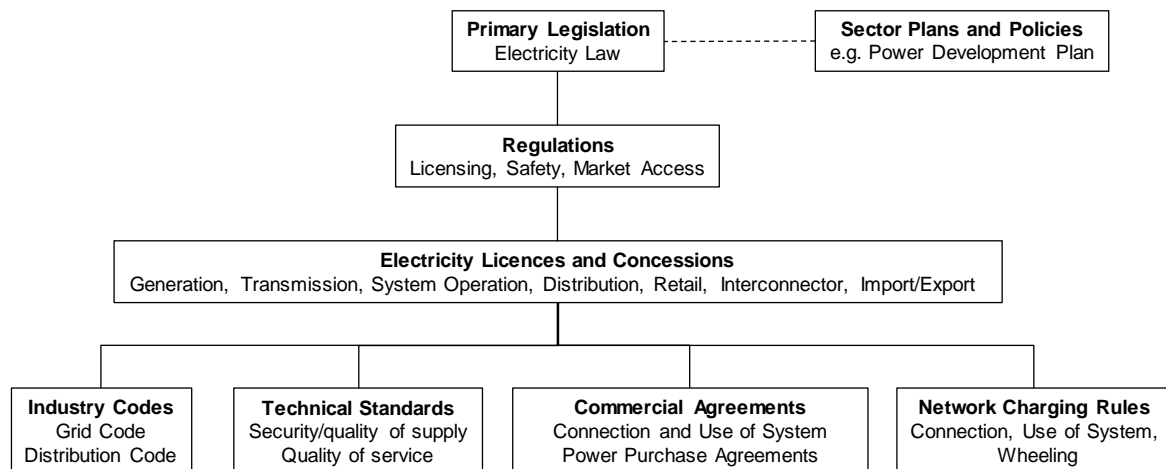 Primary Legislation
Electricity Law
Sector Plans and Policies
e.g. Power Development Plan
Regulations
Licensing, Safety, Market Access
Electricity Licences and Concessions
Generation, Transmission, System Operation, Distribution, Retail, Interconnector, Import/Export
Industry Codes
Grid Code
Distribution Code
Technical Standards
Security/quality of supply
Quality of service
Commercial Agreements
Connection and Use of System
Power Purchase Agreements
Network Charging Rules
Connection, Use of System,
Wheeling